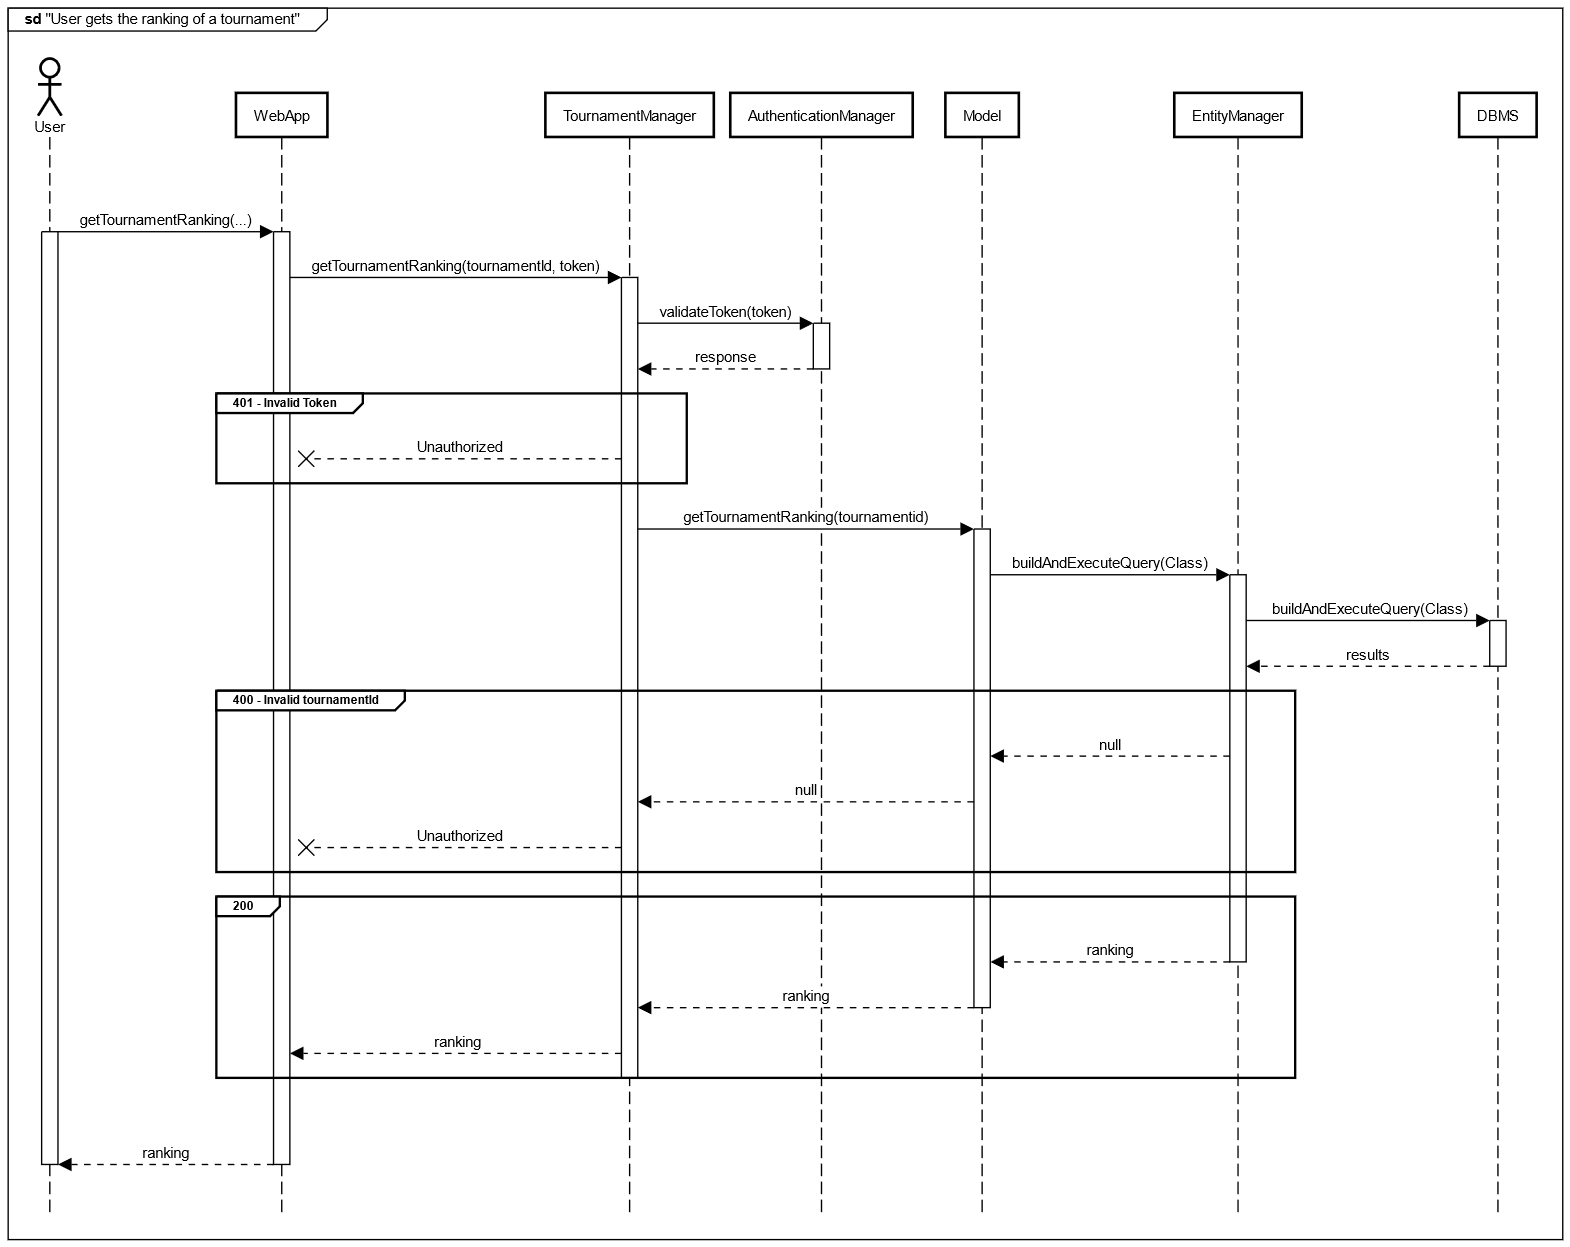 sd "User gets the ranking of a tournament"
User
WebApp
TournamentManager
AuthenticationManager
Model
EntityManager
DBMS
getTournamentRanking(...)
getTournamentRanking(tournamentId, token)
validateToken(token)
response
401 - Invalid Token
Unauthorized
getTournamentRanking(tournamentid)
buildAndExecuteQuery(Class)
buildAndExecuteQuery(Class)
results
400 - Invalid tournamentId
null
null
Unauthorized
200
ranking
ranking
ranking
ranking